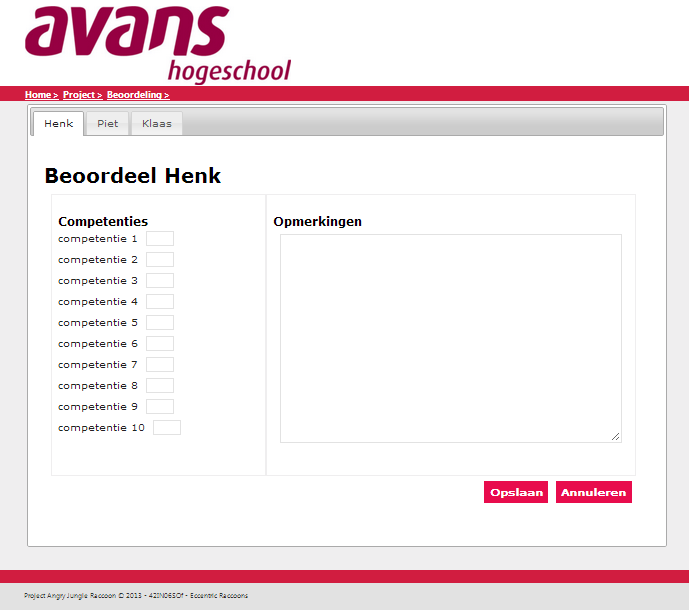 avans
hogeschool
Home > Project > Beoordeling >
Henk Piet Klaas
Beoordeel Henk
Competenties
competentie 1
competentie 2
competentie 3
competentie 4
competentie 5
competentie 6
competentie 7
competentie 8
competentie 9
competentie 10
Opmerkingen
Opslaan Annuleren
Project Angry Jungle Raccoon © 2013 - 42IN06SOf - Eccentric Raccoons